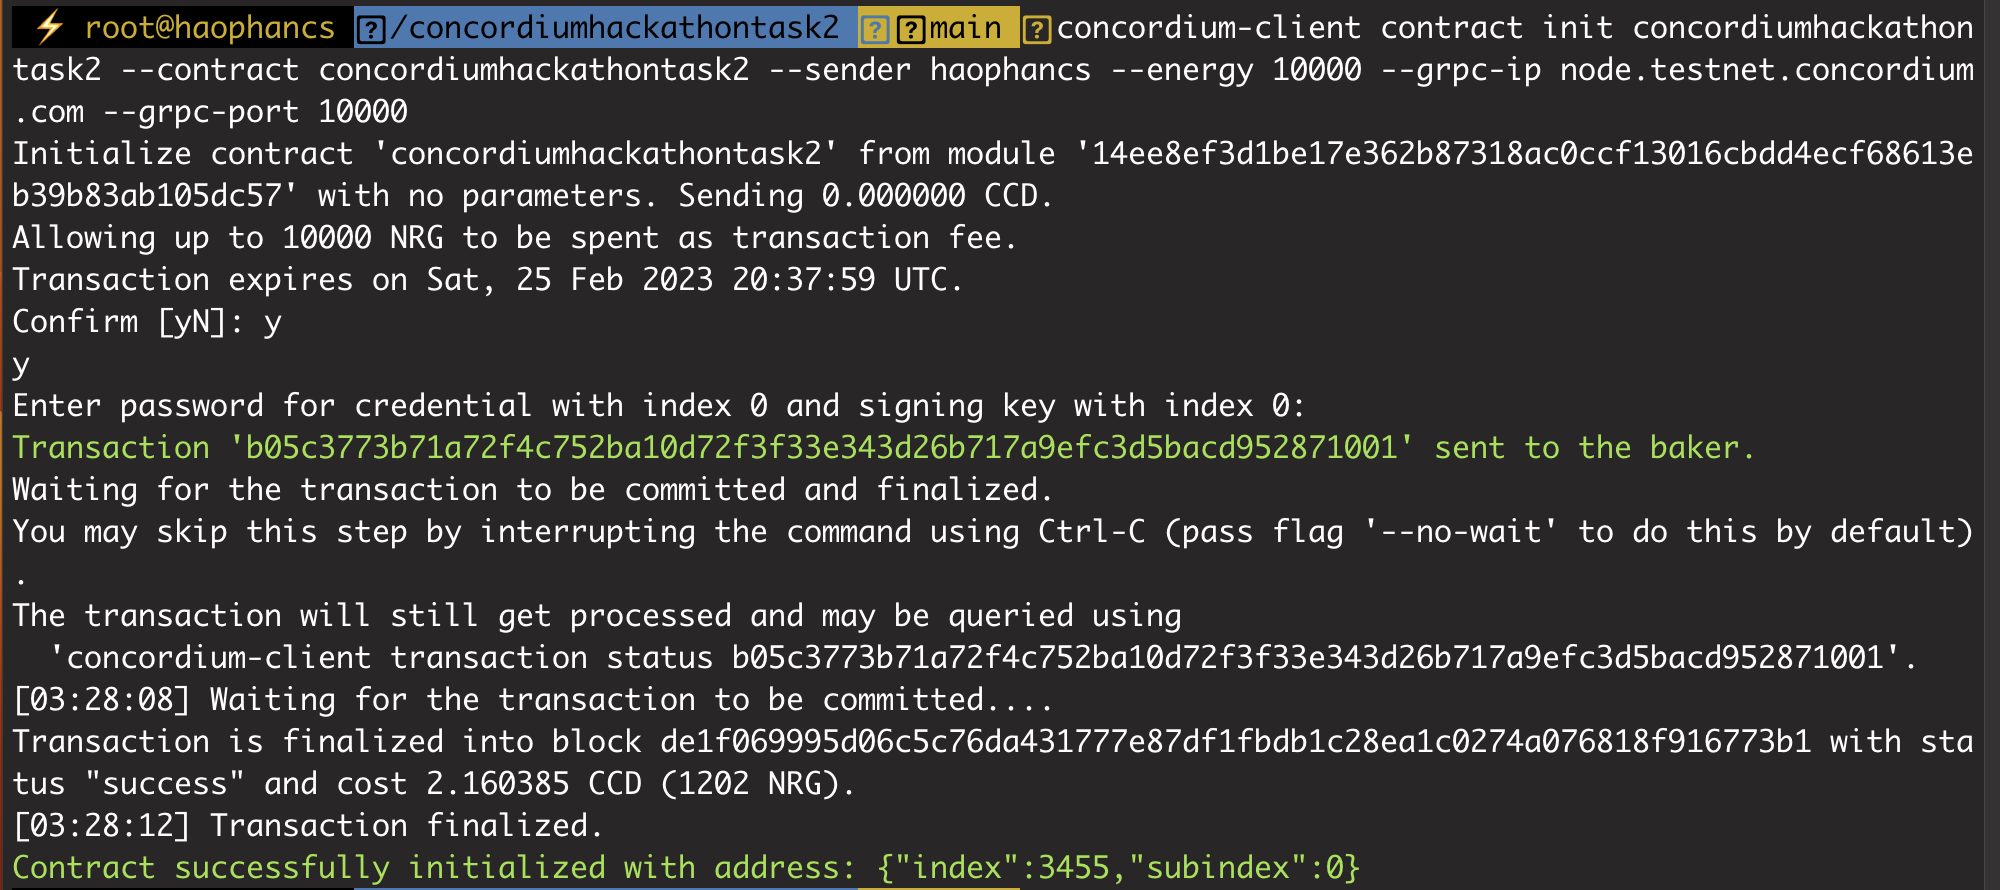 ⚡ root@haophancs /concordiumhackathontask2 main concordium-client contract init concordiumhackathon
task2 --contract concordiumhackathontask2 --sender haophancs --energy 10000 --grpc-ip node.testnet.concordium
.com --grpc-port 10000
Initialize contract 'concordiumhackathontask2' from module '14ee8ef3d1be17e362b87318ac0ccf13016cbdd4ecf68613e
b39b83ab105dc57' with no parameters. Sending 0.000000 CCD.
Allowing up to 10000 NRG to be spent as transaction fee.
Transaction expires on Sat, 25 Feb 2023 20:37:59 UTC.
Confirm [yN]: y
y
Enter password for credential with index 0 and signing key with index 0:
Transaction 'b05c3773b71a72f4c752ba10d72f3f33e343d26b717a9efc3d5bacd952871001' sent to the baker.
Waiting for the transaction to be committed and finalized.
You may skip this step by interrupting the command using Ctrl-C (pass flag '--no-wait' to do this by default)
.
The transaction will still get processed and may be queried using
  'concordium-client transaction status b05c3773b71a72f4c752ba10d72f3f33e343d26b717a9efc3d5bacd952871001'.
[03:28:08] Waiting for the transaction to be committed....
Transaction is finalized into block de1f069995d06c5c76da431777e87df1fbdb1c28ea1c0274a076818f916773b1 with sta
tus "success" and cost 2.160385 CCD (1202 NRG).
[03:28:12] Transaction finalized.
Contract successfully initialized with address: {"index":3455,"subindex":0}